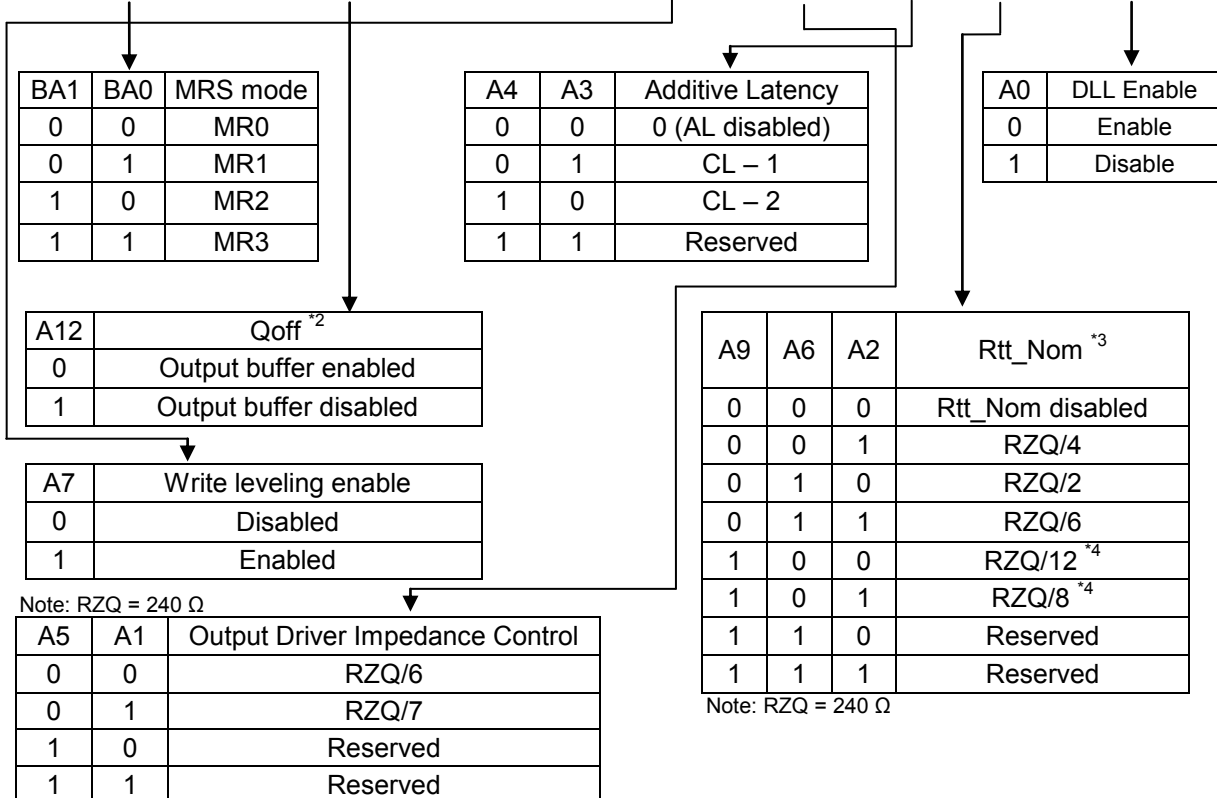 BA1 BA0 MRS mode
0 0 MR0
0 1 MR1
1 0 MR2
1 1 MR3
A4 A3 Additive Latency
0 0 0 (AL disabled)
0 1 CL – 1
1 0 CL – 2
1 1 Reserved
A0 DLL Enable
0 Enable
1 Disable
A12 Qoff *2
0 Output buffer enabled
1 Output buffer disabled
A7 Write leveling enable
0 Disabled
1 Enabled
A9 A6 A2 Rtt_Nom *3
0 0 0 Rtt_Nom disabled
0 0 1 RZQ/4
0 1 0 RZQ/2
0 1 1 RZQ/6
1 0 0 RZQ/12 *4
1 0 1 RZQ/8 *4
1 1 0 Reserved
1 1 1 Reserved
Note: RZQ = 240 Ω
Note: RZQ = 240 Ω
A5 A1 Output Driver Impedance Control
0 0 RZQ/6
0 1 RZQ/7
1 0 Reserved
1 1 Reserved